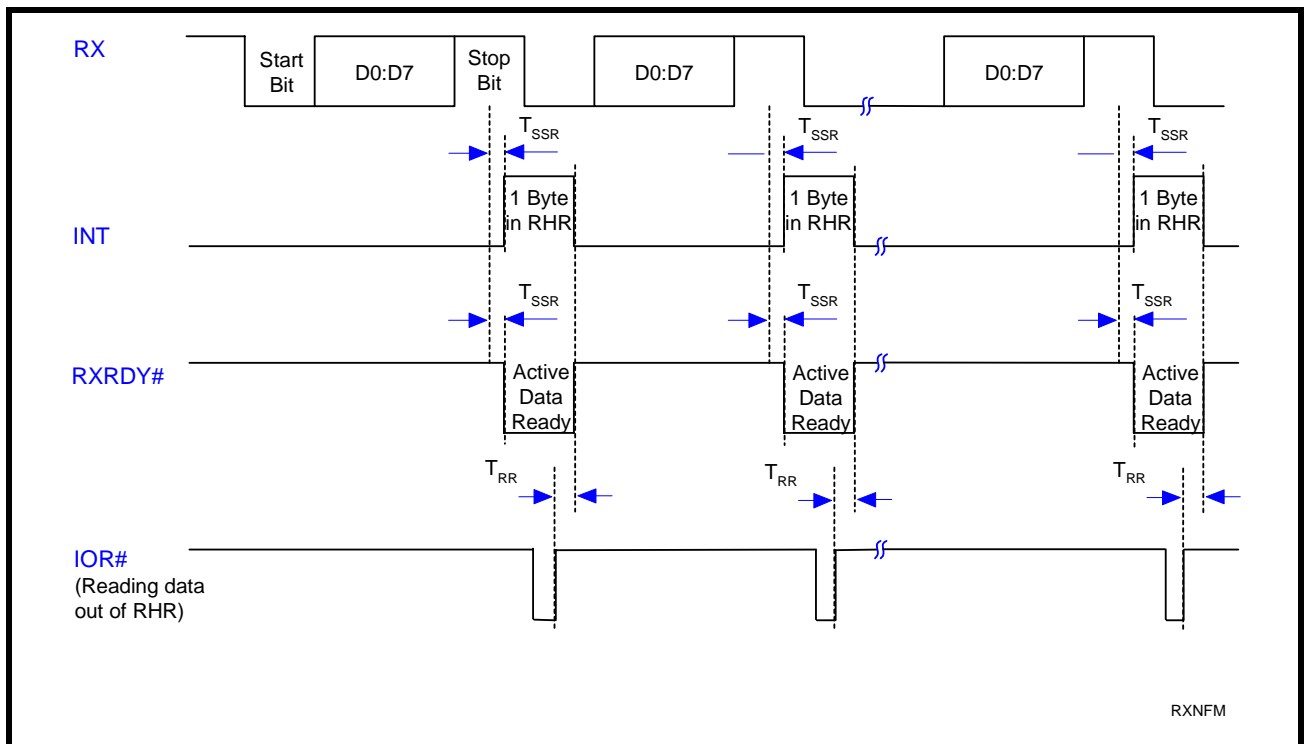 RX
Start
Bit
D0:D7
Stop
Bit
D0:D7
D0:D7
TSSR
TSSR
TSSR
INT
1 Byte
in RHR
1 Byte
in RHR
1 Byte
in RHR
TSSR
TSSR
TSSR
RXRDY#
Active
Data
Ready
Active
Data
Ready
Active
Data
Ready
TRR
TRR
TRR
IOR#
(Reading data
out of RHR)
RXNFM